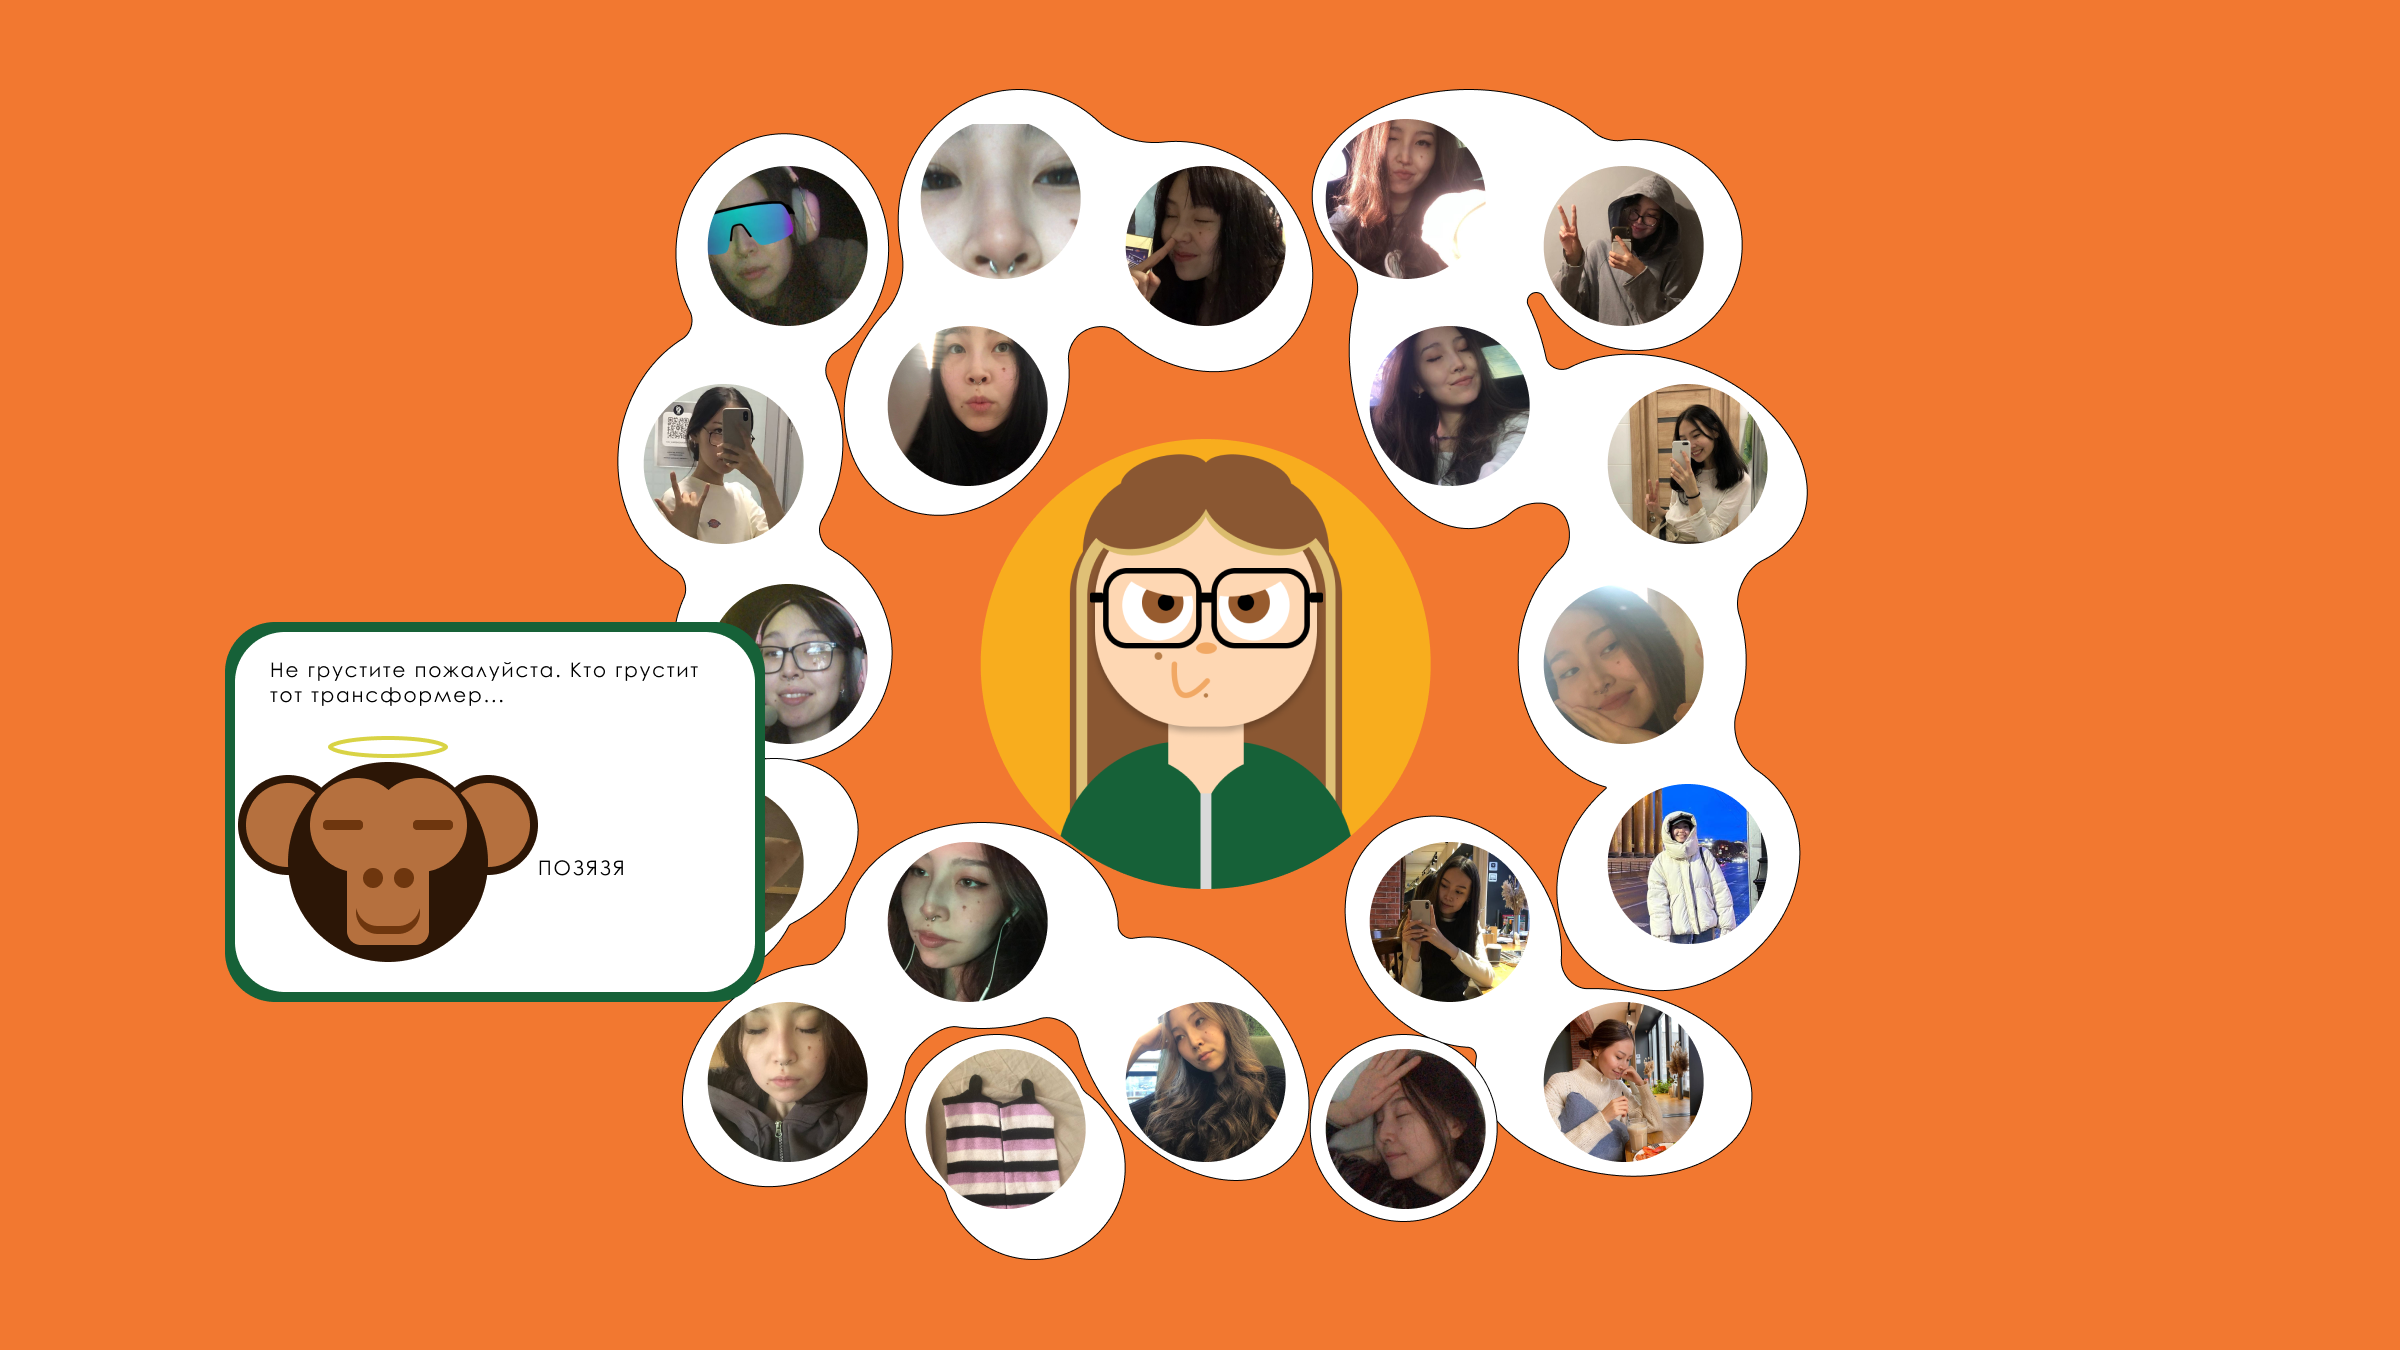 Не грустите пожалуйста. Кто грустит
тот трансформер...
ПОЗЯЗЯ